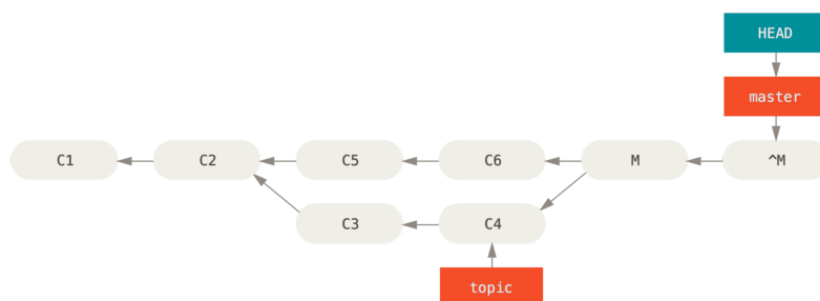 HEAD
master
C1 C2 C5 C6 M ^M
C3 C4
topic